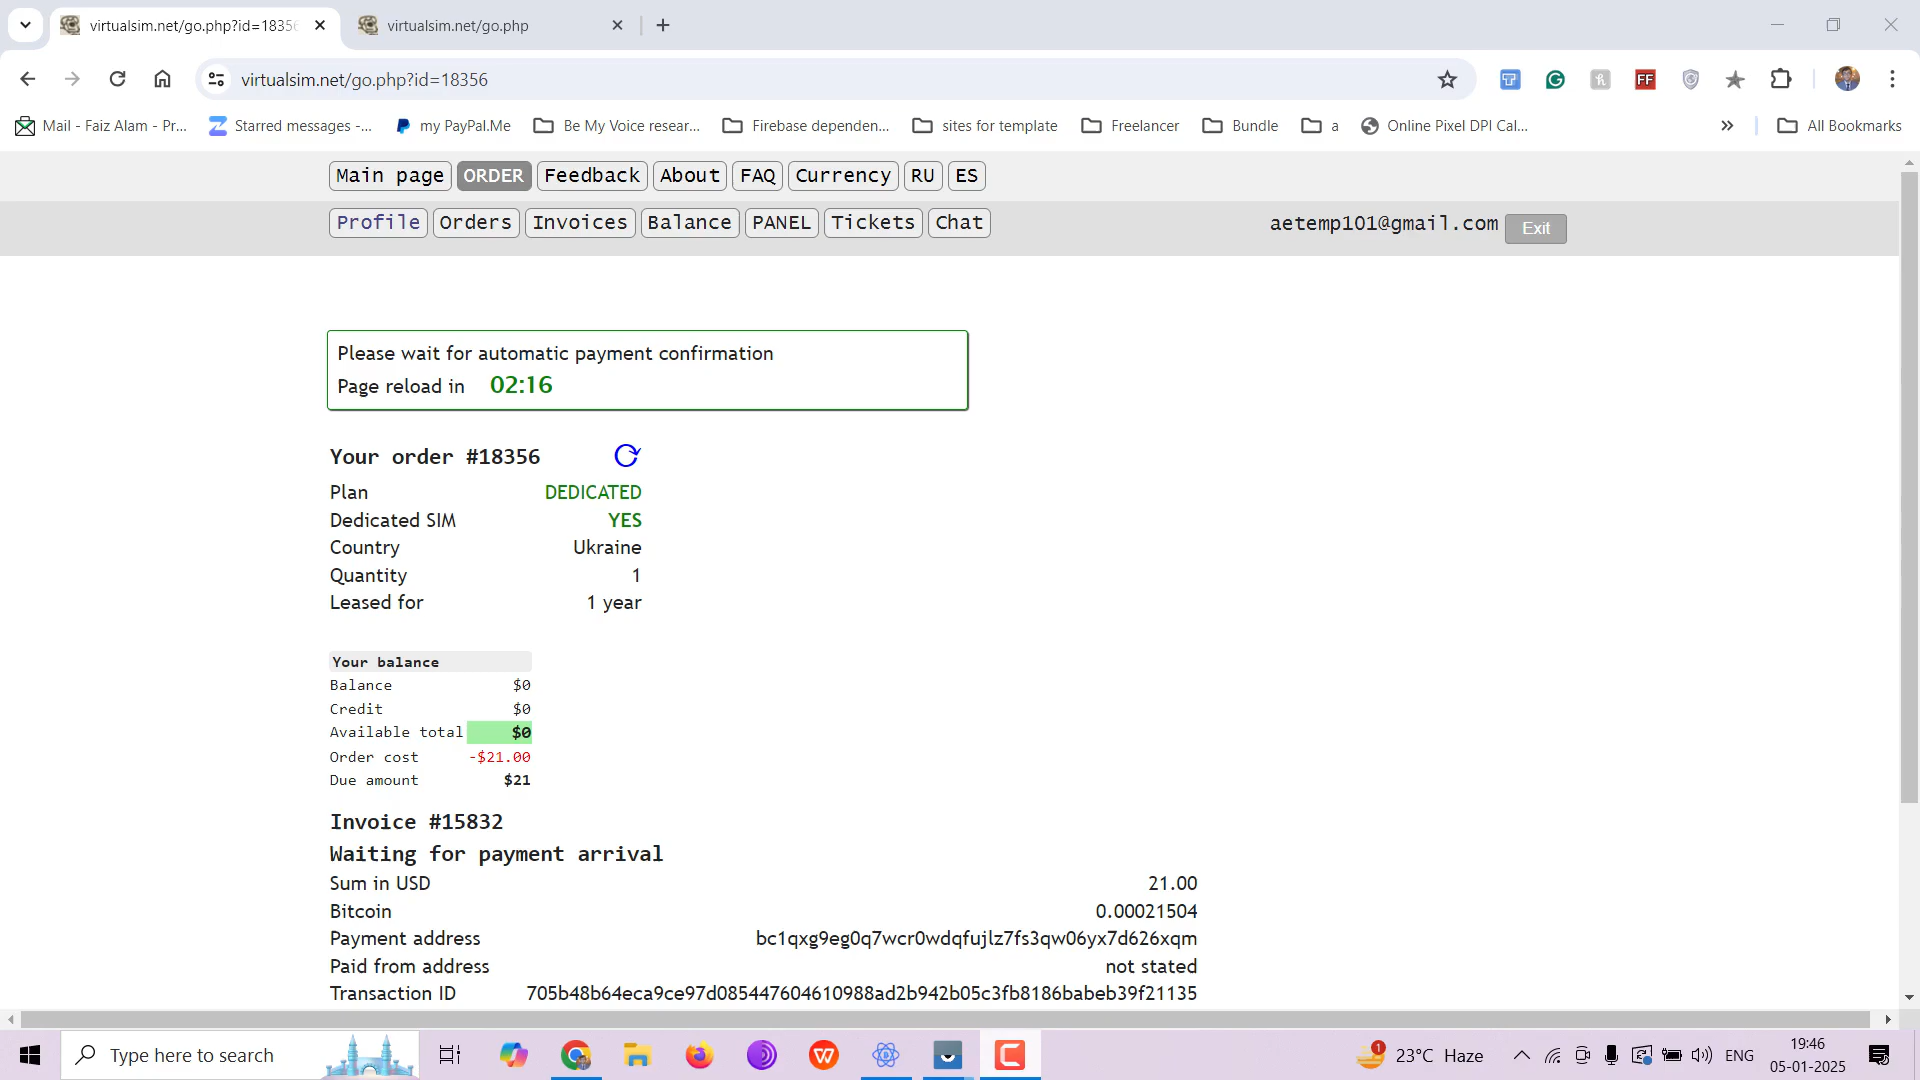 virtualsim.net/go.php?id=1835
virtualsim.net/go.php
virtualsim.net/go.php?id=18356
FF
Mail - Faiz Alam - Pr...
Starred messages -...
my PayPal.Me
Be My Voice resear...
Firebase dependen...
sites for template
Freelancer
Bundle
a
Online Pixel DPI Cal...
All Bookmarks
Main page ORDER Feedback About FAQ Currency RU ES
Profile Orders Invoices Balance PANEL Tickets Chat aetemp101@gmail.com Exit
Please wait for automatic payment confirmation
Page reload in 02:16
Your order #18356
Plan DEDICATED
Dedicated SIM YES
Country Ukraine
Quantity 1
Leased for 1 year
Your balance
Balance $0
Credit $0
Available total $0
Order cost -$21.00
Due amount $21
Invoice #15832
Waiting for payment arrival
Sum in USD 21.00
Bitcoin 0.00021504
Payment address bc1qxg9eg0q7wcr0wdqfujlz7fs3qw06yx7d626xqm
Paid from address not stated
Transaction ID 705b48b64eca9ce97d085447604610988ad2b942b05c3fb8186babeb39f21135
Type here to search
1
23°C Haze
ENG
19:46
05-01-2025